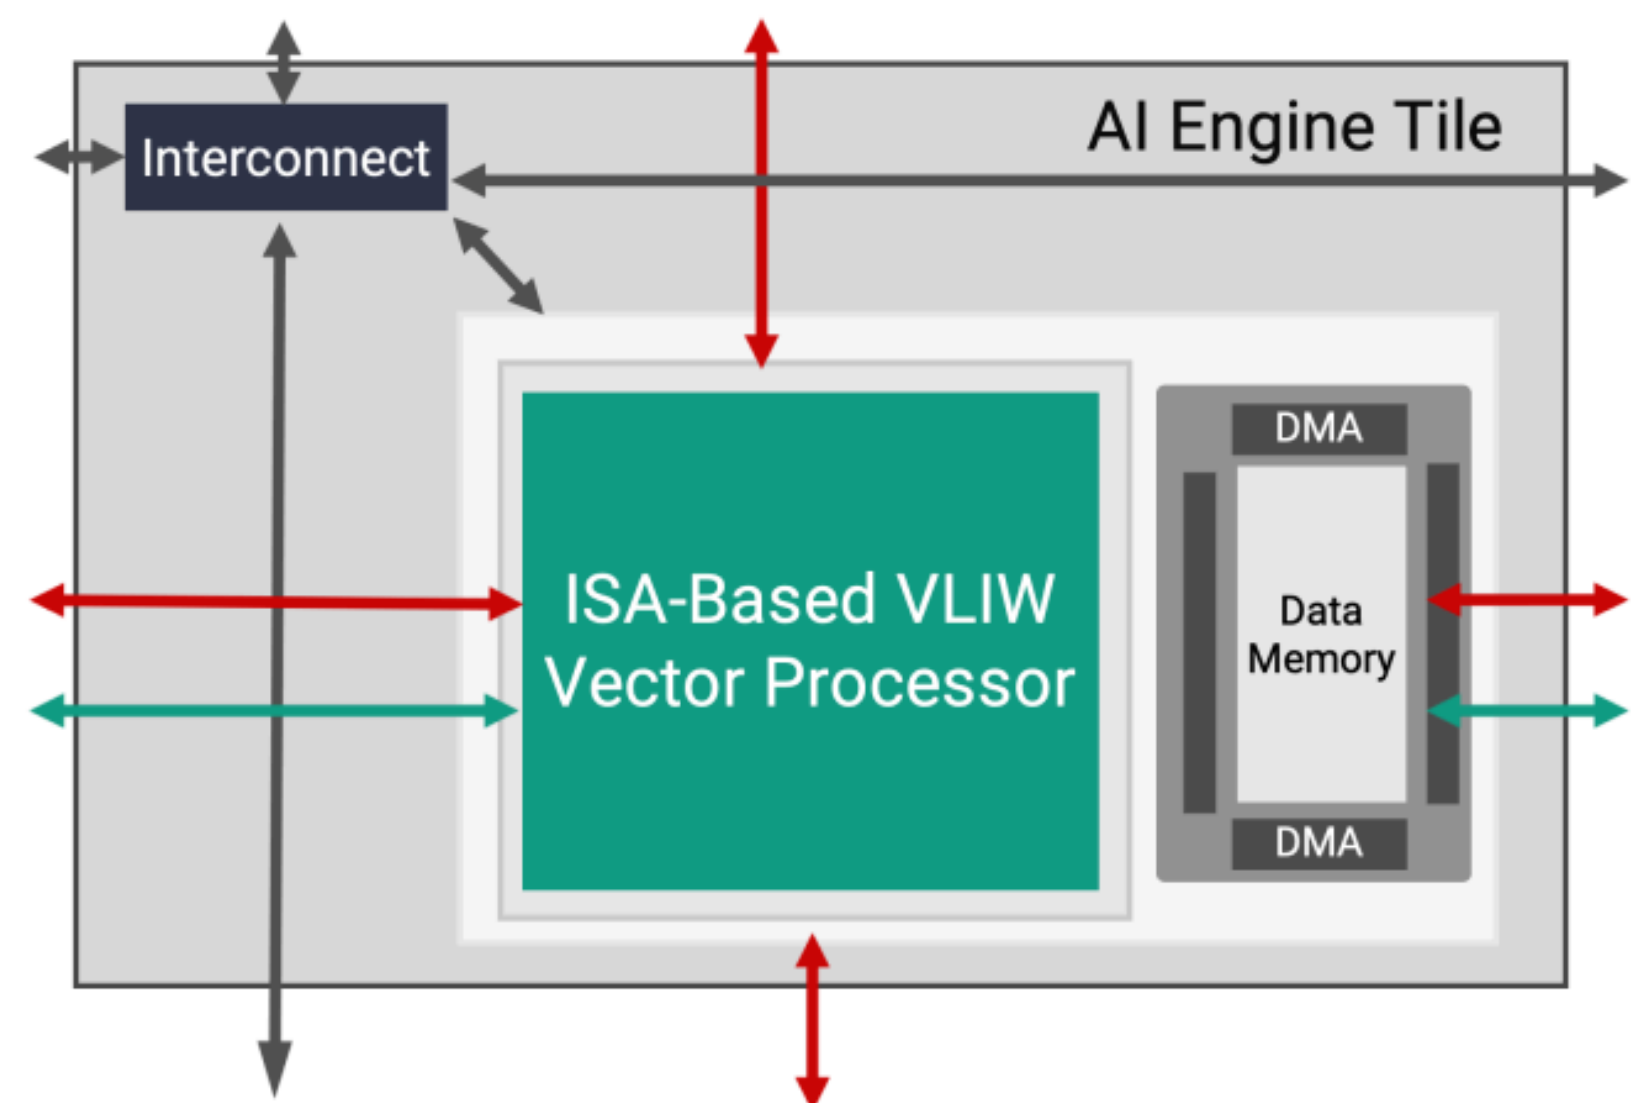 AI Engine Tile
Interconnect
ISA-Based VLIW
Vector Processor
DMA
Data
Memory
DMA